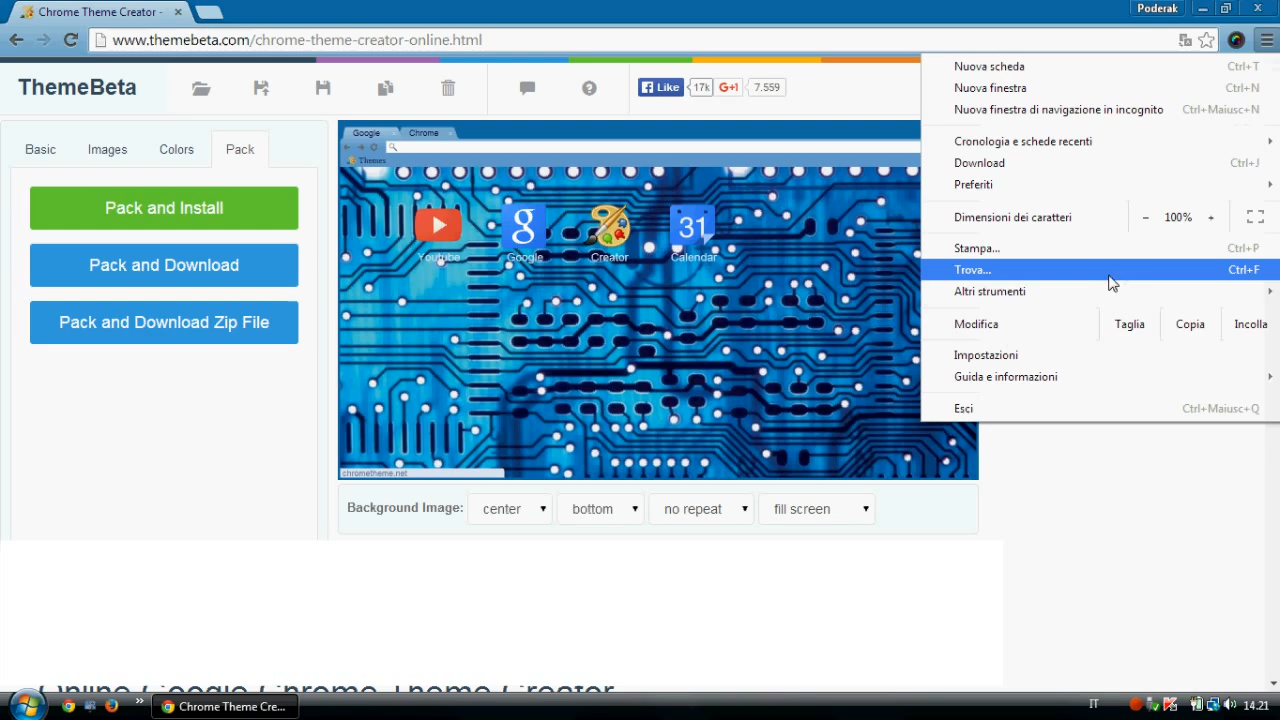 Chrome Theme Creator -
Poderak
www.themebeta.com/chrome-theme-creator-online.html
ThemeBeta
Like
17k
G+1
7.559
Basic
Images
Colors
Pack
Pack and Install
Pack and Download
Pack and Download Zip File
Google
Chrome
Themes
Youtube
Google
31
Creator
Calendar
chrometheme.net
Background Image:
center
bottom
no repeat
fill screen
Nuova scheda Ctrl+T
Nuova finestra Ctrl+N
Nuova finestra di navigazione in incognito Ctrl+Maiusc+N
Cronologia e schede recenti
Download Ctrl+J
Preferiti
Dimensioni dei caratteri − 100% +
Stampa... Ctrl+P
Trova... Ctrl+F
Altri strumenti
Modifica Taglia Copia Incolla
Impostazioni
Guida e informazioni
Esci Ctrl+Maiusc+Q
Online Google Chrome Theme Creator
Chrome Theme Cre...
IT
14.21